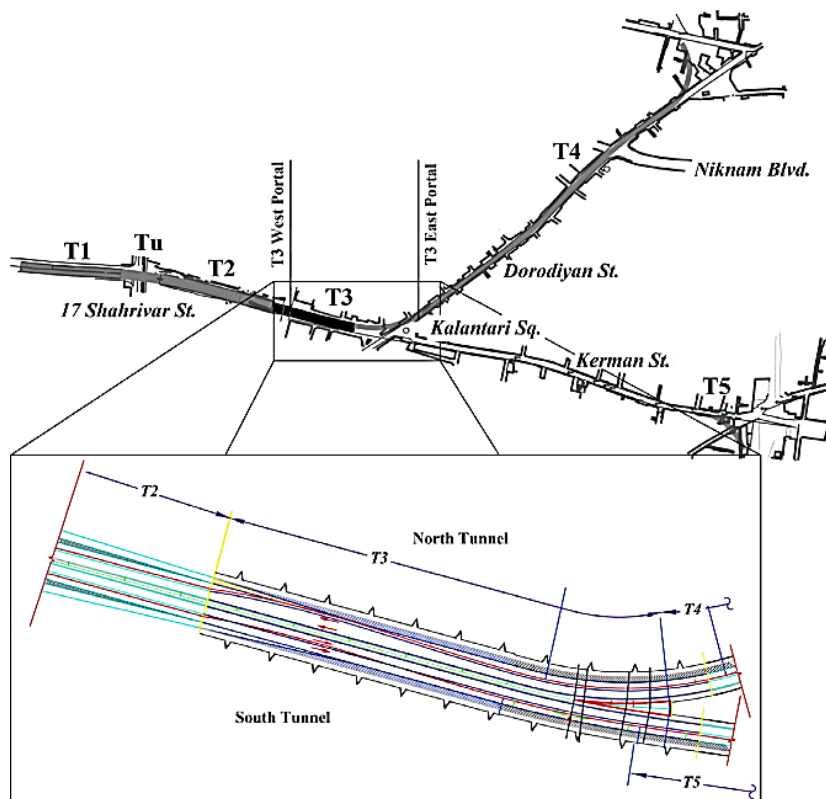 T4
Niknam Blvd.
T3 West Portal
T3 East Portal
T1
Tu
T2
Dorodiyan St.
17 Shahrivar St.
T3
Kalantari Sq.
Kerman St.
T5
T2
North Tunnel
T3
T4
South Tunnel
T5